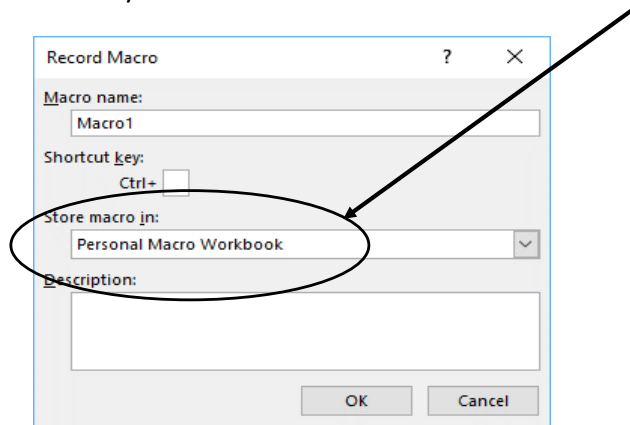 Record Macro ?
Macro name:
Macro1
Shortcut key:
Ctrl+
Store macro in:
Personal Macro Workbook
Description:
OK Cancel